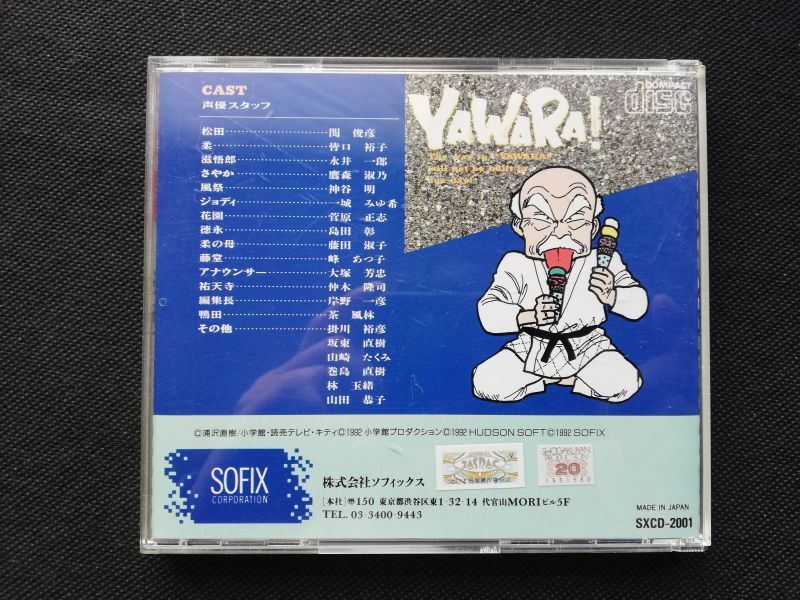 CAST
声優スタッフ
松田……………………関 俊彦
柔………………………皆口 裕子
滋悟郎…………………永井 一郎
さやか…………………鷹森 淑乃
風祭……………………神谷 明
ジョディ………………一城 みゆ希
花園……………………菅原 正志
徳永……………………島田 彰
柔の母…………………藤田 淑子
藤堂……………………峰 あつ子
アナウンサー…………大塚 芳忠
祐天寺…………………仲木 隆司
編集長…………………岸野 一彦
鴨田……………………茶 風林
その他…………………掛川 裕彦
坂東 直樹
山崎 たくみ
巻島 直樹
林 玉緒
山田 恭子
COMPACT
disc
YAWARA!
©浦沢直樹/小学館・読売テレビ・キティ©1992 小学館プロダクション©1992 HUDSON SOFT©1992 SOFIX
SOFIX
CORPORATION
株式会社ソフィックス
[本社]〒150 東京都渋谷区東1-32-14 代官山MORIビル5F
TEL. 03-3400-9443
JASRAC
SHOGAKUKAN
PRODUCTION
20
MADE IN JAPAN
SXCD-2001